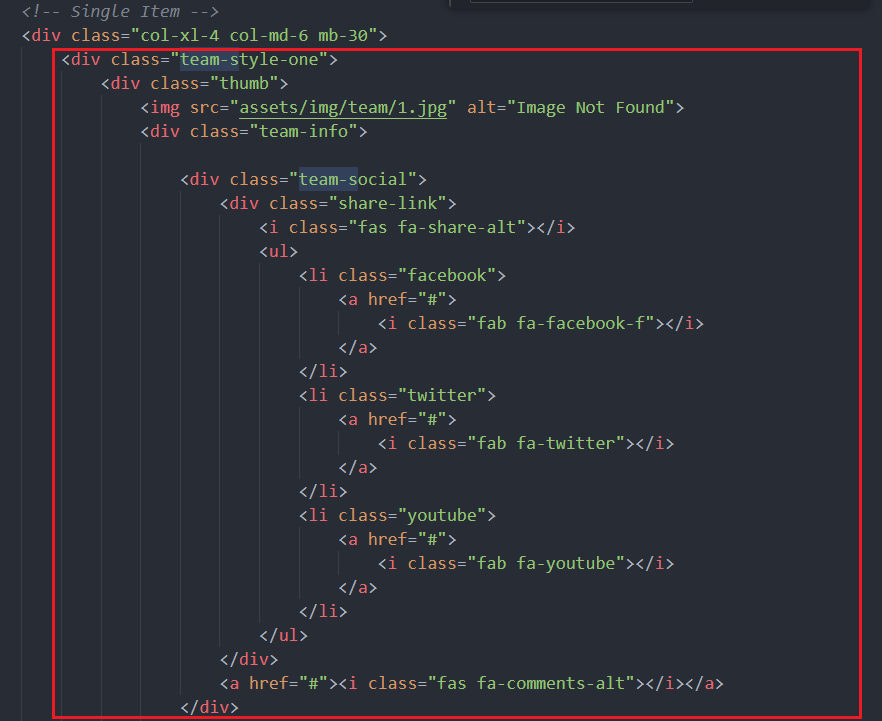 <!-- Single Item -->
<div class="col-xl-4 col-md-6 mb-30">
<div class="team-style-one">
<div class="thumb">
<img src="assets/img/team/1.jpg" alt="Image Not Found">
<div class="team-info">
<div class="team-social">
<div class="share-link">
<i class="fas fa-share-alt"></i>
<ul>
<li class="facebook">
<a href="#">
<i class="fab fa-facebook-f"></i>
</a>
</li>
<li class="twitter">
<a href="#">
<i class="fab fa-twitter"></i>
</a>
</li>
<li class="youtube">
<a href="#">
<i class="fab fa-youtube"></i>
</a>
</li>
</ul>
</div>
<a href="#"><i class="fas fa-comments-alt"></i></a>
</div>